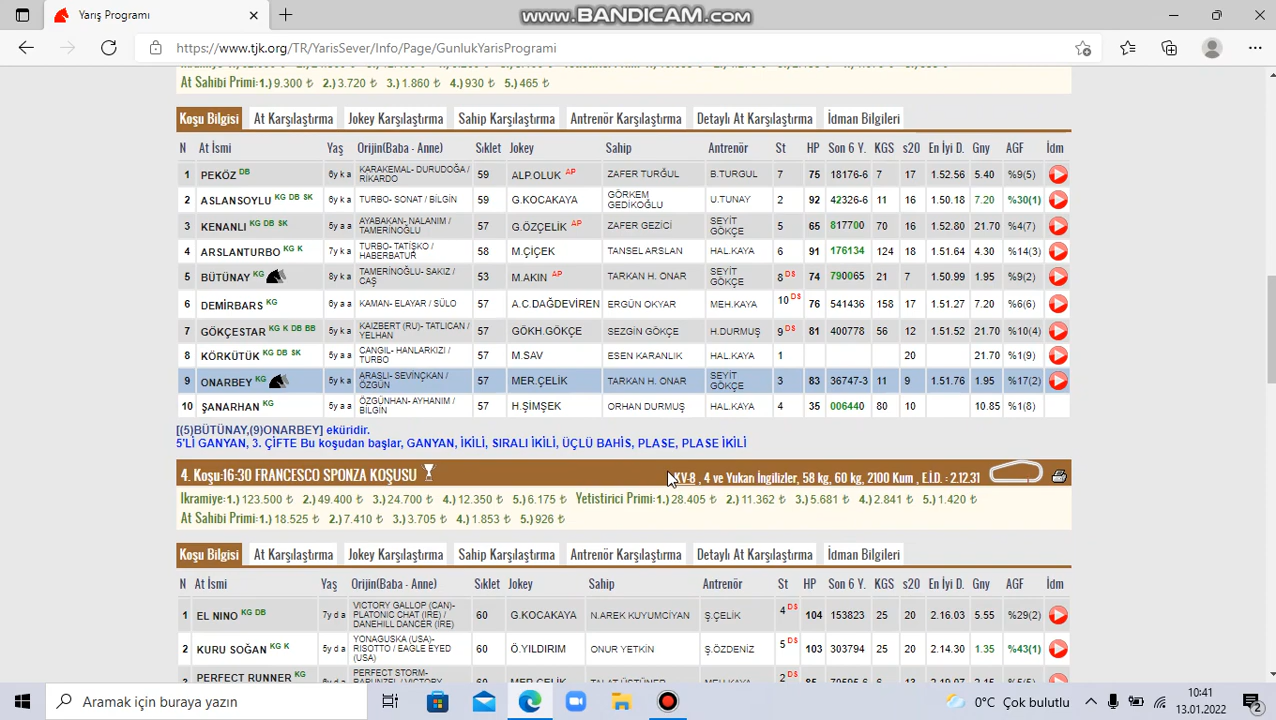 Yarış Programı
www.BANDICAM.com
https://www.tjk.org/TR/YarisSever/Info/Page/GunlukYarisProgrami
At Sahibi Primi: 1.) 9.300 ₺ 2.) 3.720 ₺ 3.) 1.860 ₺ 4.) 930 ₺ 5.) 465 ₺
Koşu Bilgisi At Karşılaştırma Jokey Karşılaştırma Sahip Karşılaştırma Antrenör Karşılaştırma Detaylı At Karşılaştırma İdman Bilgileri
N At İsmi Yaş Orijin(Baba - Anne) Sıklet Jokey Sahip Antrenör St HP Son 6 Y. KGS s20 En İyi D. Gny AGF İdm
1 PEKÖZ DB 6y k a KARAKEMAL- DURUDOĞA / RİKARDO 59 ALP.OLUK AP ZAFER TURĞUL B.TURGUL 7 75 18176-6 7 17 1.52.56 5.40 %9(5)
2 ASLANSOYLU KG DB SK 6y k a TURBO- SONAT / BİLGİN 59 G.KOCAKAYA GÖRKEM GEDİKOĞLU U.TUNAY 2 92 42326-6 11 16 1.50.18 7.20 %30(1)
3 KENANLI KG DB SK 5y a a AYABAKAN- NALANIM / TAMERİNOĞLU 57 G.ÖZÇELİK AP ZAFER GEZİCİ SEYİT GÖKÇE 5 65 817700 70 16 1.52.80 21.70 %4(7)
4 ARSLANTURBO KG K 7y k a TURBO- TATİŞKO / HABERBATUR 58 M.ÇİÇEK TANSEL ARSLAN HAL.KAYA 6 91 176134 124 18 1.51.64 4.30 %14(3)
5 BÜTÜNAY KG 5y a a TAMERİNOĞLU- SAKIZ / CAŞ 53 M.AKIN AP TARKAN H. ONAR SEYİT GÖKÇE 8 DS 74 790065 21 7 1.50.99 1.95 %9(2)
6 DEMİRBARS KG 6y a a KAMAN- ELAYAR / SÜLO 57 A.C.DAĞDEVİREN ERGÜN OKYAR MEH.KAYA 10 DS 76 541436 158 17 1.51.27 7.20 %6(6)
7 GÖKÇESTAR KG K DB BB 5y k a KAIZBERT (RU)- TATLICAN / YELHAN 57 GÖKH.GÖKÇE SEZGİN GÖKÇE H.DURMUŞ 9 DS 81 400778 56 12 1.51.65 21.70 %10(4)
8 KÖRKÜTÜK KG DB SK 5y a a CANGIL- HANLARKIZI / TURBO 57 M.SAV ESEN KARANLIK HAL.KAYA 1 20 21.70 %1(9)
9 ONARBEY KG 5y k a ARASLI- SEVİNÇKAN / ÖZGÜN 57 MER.ÇELİK TARKAN H. ONAR SEYİT GÖKÇE 3 83 36747-3 11 9 1.51.76 1.95 %17(2)
10 ŞANARHAN KG 5y a a ÖZGÜNHAN- AYHANIM / BİLGİN 57 H.ŞİMŞEK ORHAN DURMUŞ HAL.KAYA 4 35 006440 80 10 10.85 %1(8)
[(5)BÜTÜNAY,(9)ONARBEY] eküridir.
5'Lİ GANYAN, 3. ÇİFTE Bu koşudan başlar, GANYAN, İKİLİ, SIRALI İKİLİ, ÜÇLÜ BAHİS, PLASE, PLASE İKİLİ
4. Koşu:16:30 FRANCESCO SPONZA KOŞUSU KV-8 , 4 ve Yukarı İngilizler, 58 kg, 60 kg, 2100 Kum , E.İ.D. : 2.12.31
Ikramiye: 1.) 123.500 ₺ 2.) 49.400 ₺ 3.) 24.700 ₺ 4.) 12.350 ₺ 5.) 6.175 ₺ Yetistirici Primi: 1.) 28.405 ₺ 2.) 11.362 ₺ 3.) 5.681 ₺ 4.) 2.841 ₺ 5.) 1.420 ₺
At Sahibi Primi: 1.) 18.525 ₺ 2.) 7.410 ₺ 3.) 3.705 ₺ 4.) 1.853 ₺ 5.) 926 ₺
Koşu Bilgisi At Karşılaştırma Jokey Karşılaştırma Sahip Karşılaştırma Antrenör Karşılaştırma Detaylı At Karşılaştırma İdman Bilgileri
N At İsmi Yaş Orijin(Baba - Anne) Sıklet Jokey Sahip Antrenör St HP Son 6 Y. KGS s20 En İyi D. Gny AGF İdm
1 EL NINO KG DB 7y d a VICTORY GALLOP (CAN)- PLATONIC CHAT (IRE) / DANEHILL DANCER (IRE) 60 G.KOCAKAYA N.AREK KUYUMCİYAN Ş.ÇELİK 4 DS 104 153823 25 20 2.16.03 5.55 %29(2)
2 KURU SOĞAN KG K 5y d a YONAGUSKA (USA)- RISOTTO / EAGLE EYED (USA) 60 Ö.YILDIRIM ONUR YETKİN Ş.ÖZDENİZ 5 DS 103 303794 25 20 2.14.30 1.35 %43(1)
PERFECT RUNNER KG PERFECT STORM-
Aramak için buraya yazın
0°C Çok bulutlu
10:41
13.01.2022
2